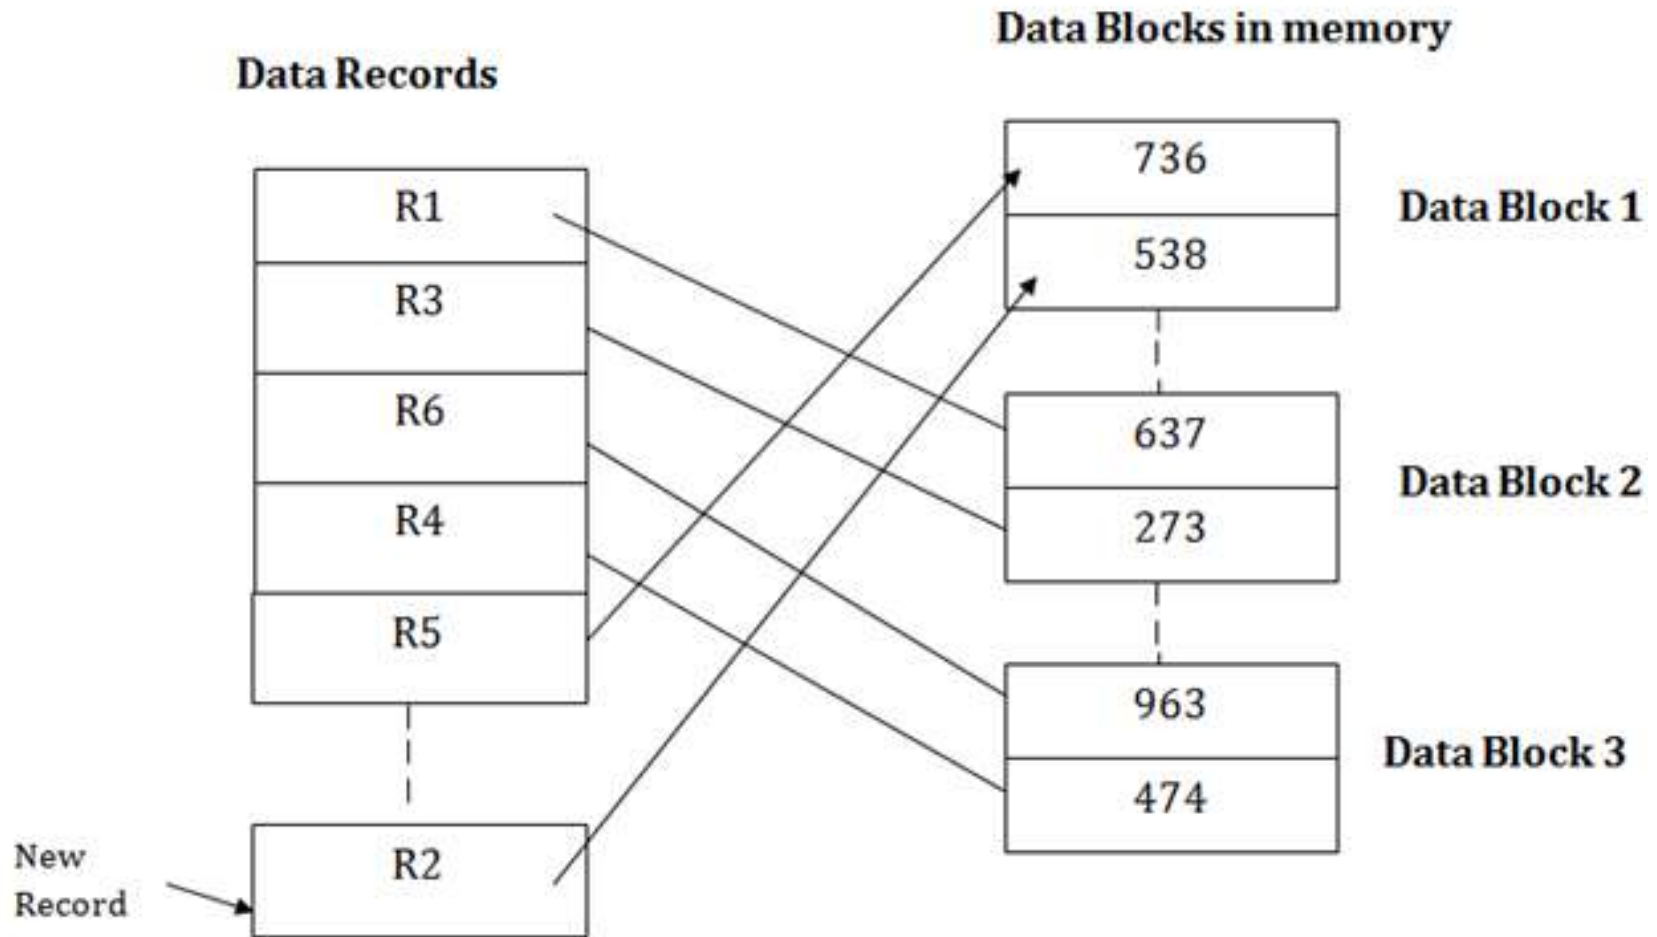 Data Records
R1
R3
R6
R4
R5
R2
New
Record
Data Blocks in memory
736
538
Data Block 1
637
273
Data Block 2
963
474
Data Block 3